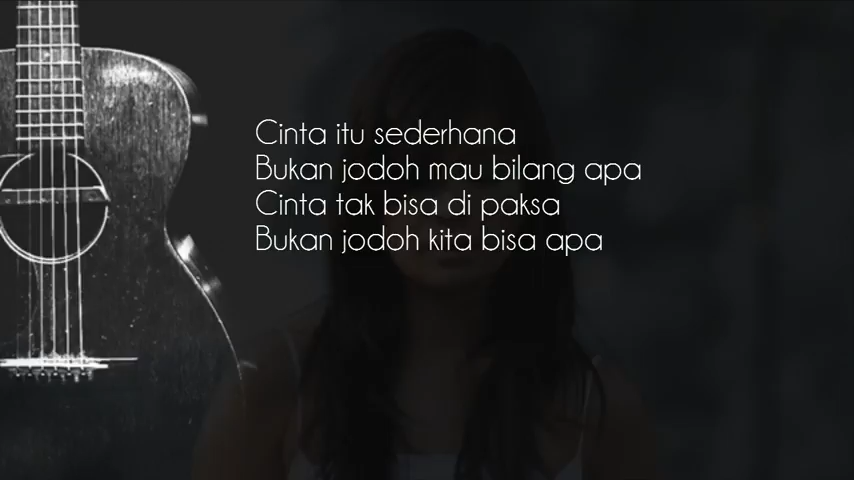 Cinta itu sederhana
Bukan jodoh mau bilang apa
Cinta tak bisa di paksa
Bukan jodoh kita bisa apa